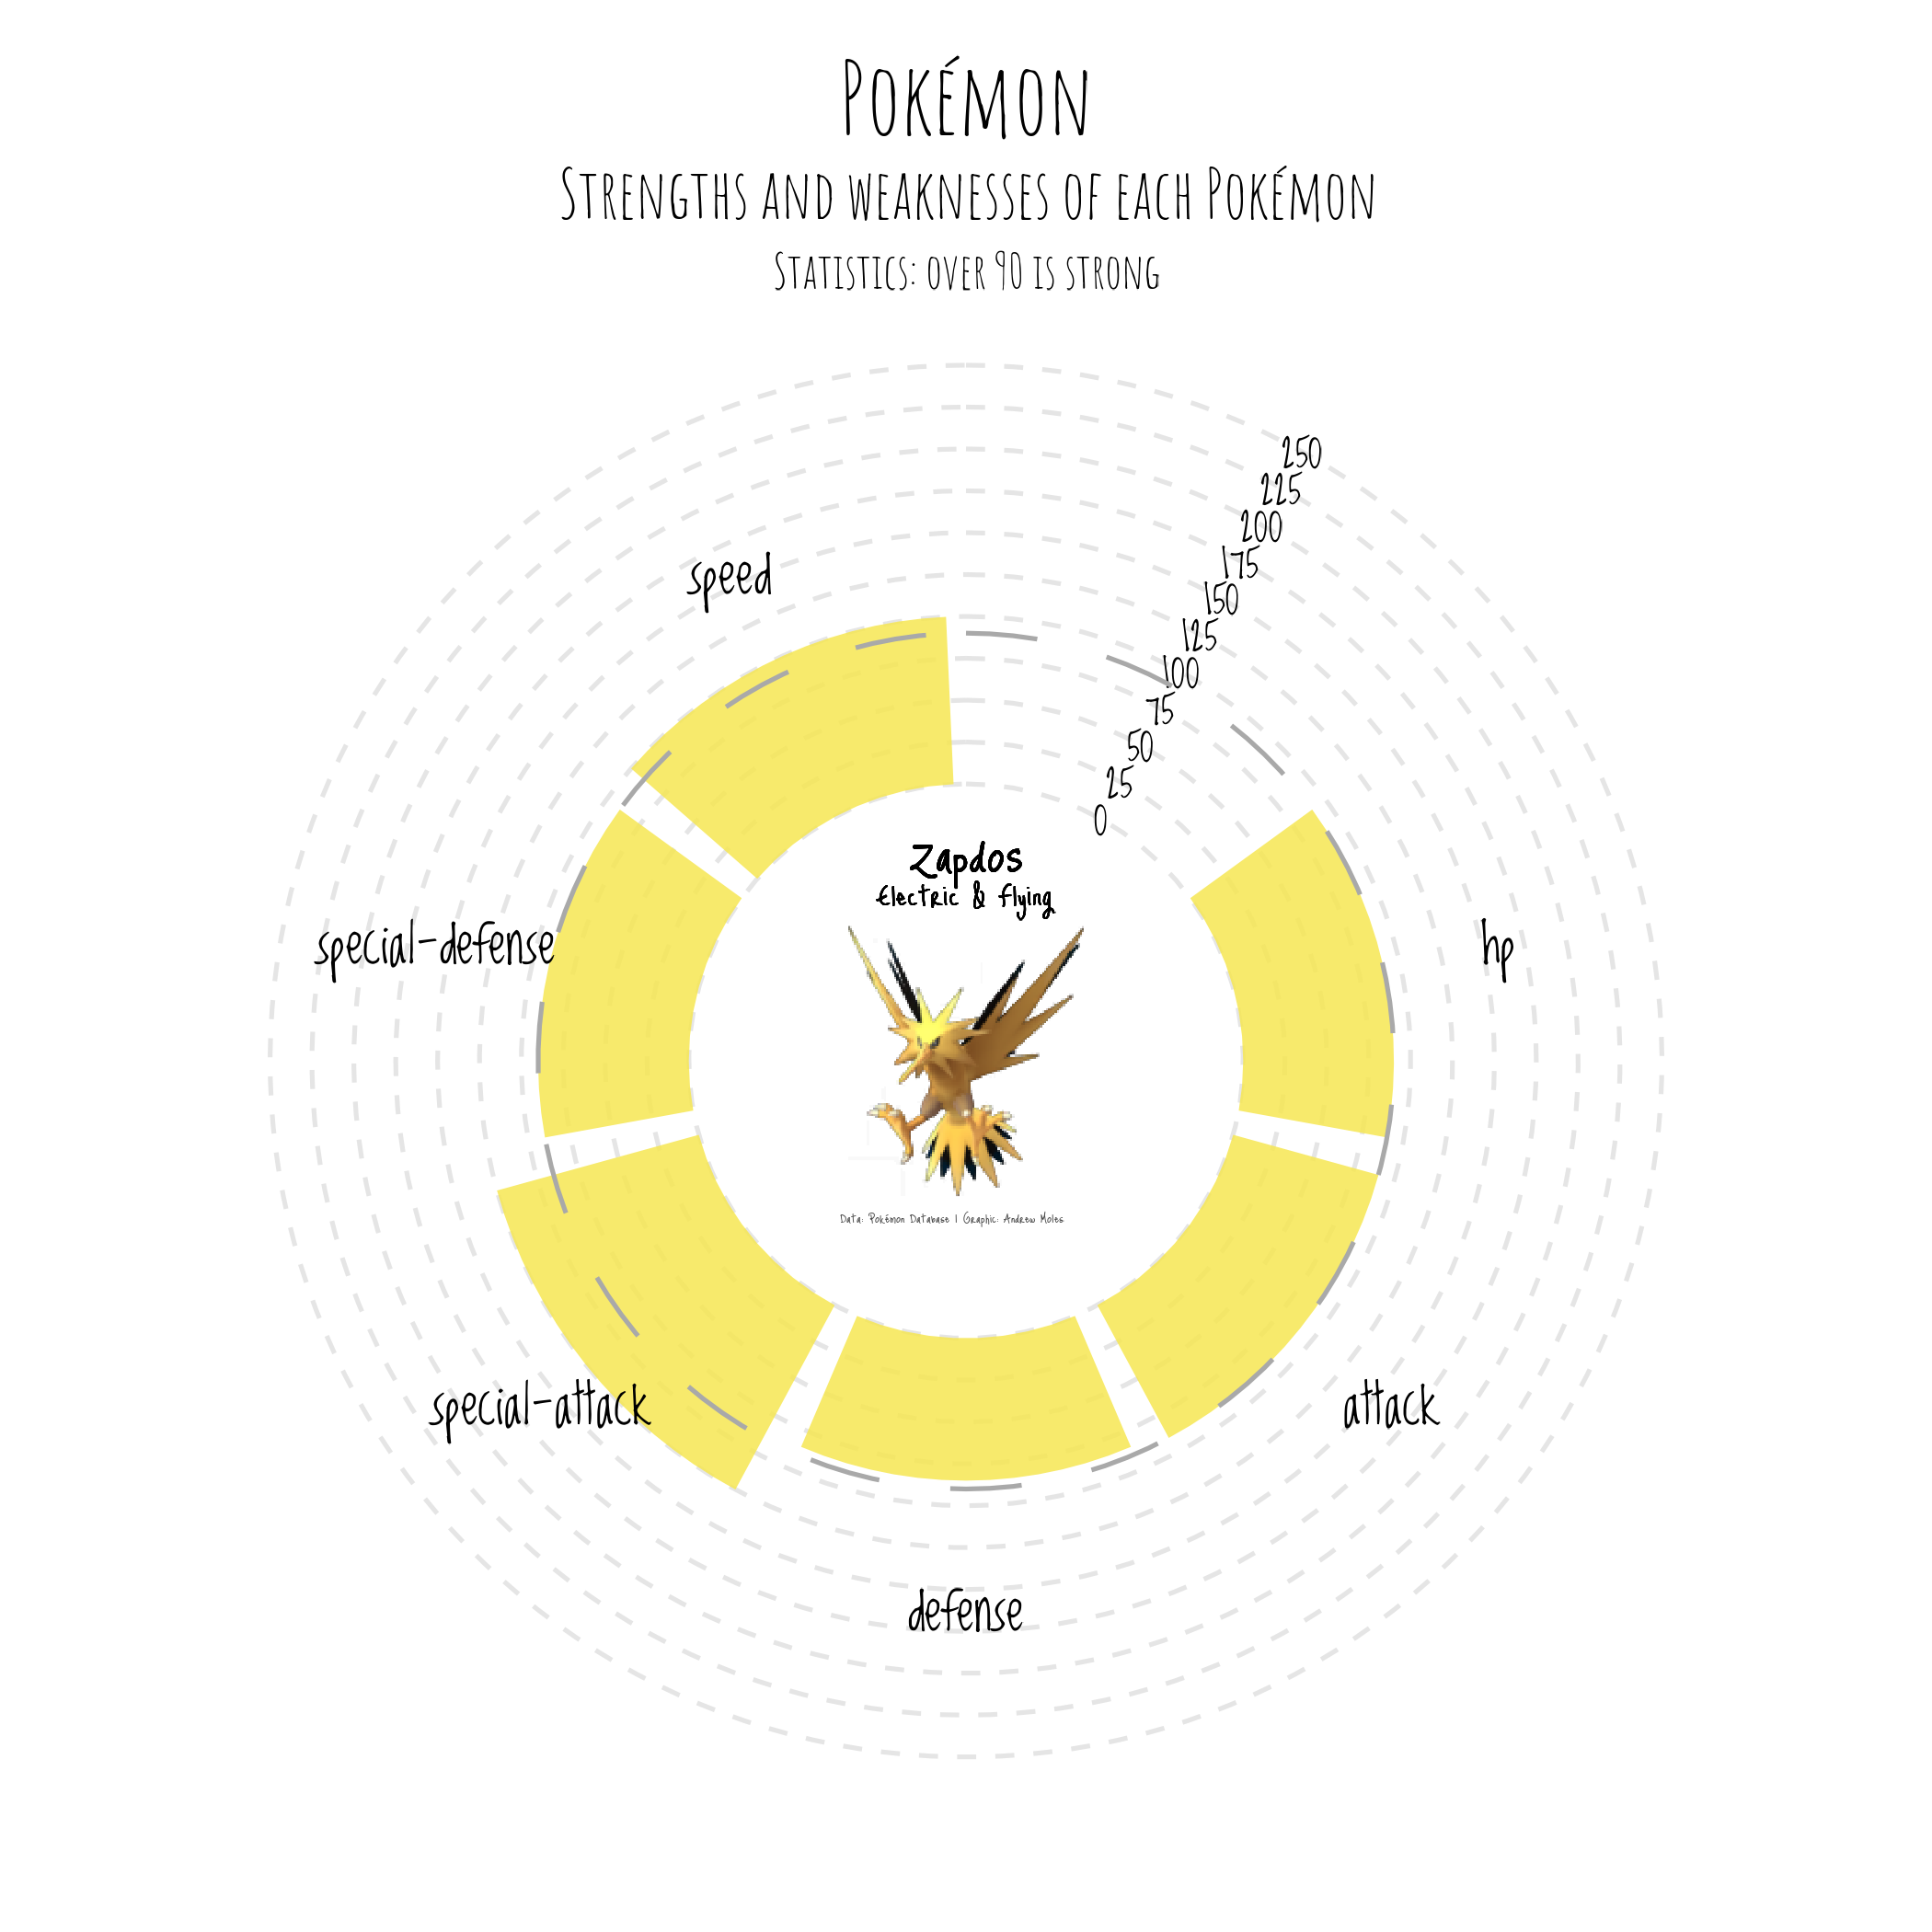 Pokémon
Strengths and weaknesses of each Pokémon
Statistics: over 90 is strong
250
225
200
175
150
125
100
75
50
25
0
speed
Zapdos
Electric & flying
special-defense
hp
Data: Pokémon Database | Graphic: Andrew Moles
special-attack
attack
defense